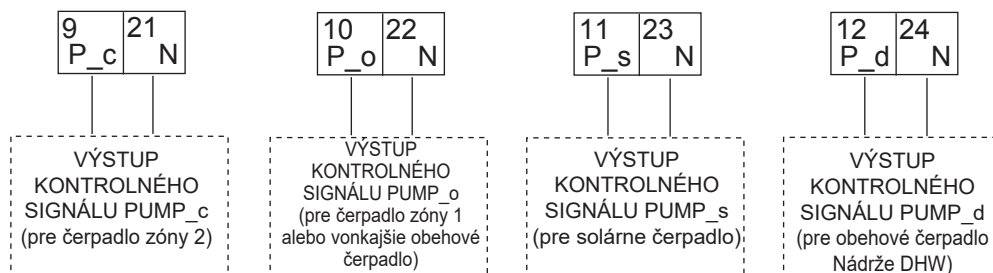 9 21
P_c N
VÝSTUP
KONTROLNÉHO
SIGNÁLU PUMP_c
(pre čerpadlo zóny 2)
10 22
P_o N
VÝSTUP
KONTROLNÉHO
SIGNÁLU PUMP_o
(pre čerpadlo zóny 1
alebo vonkajšie obehové
čerpadlo)
11 23
P_s N
VÝSTUP
KONTROLNÉHO
SIGNÁLU PUMP_s
(pre solárne čerpadlo)
12 24
P_d N
VÝSTUP
KONTROLNÉHO
SIGNÁLU PUMP_d
(pre obehové čerpadlo
Nádrže DHW)